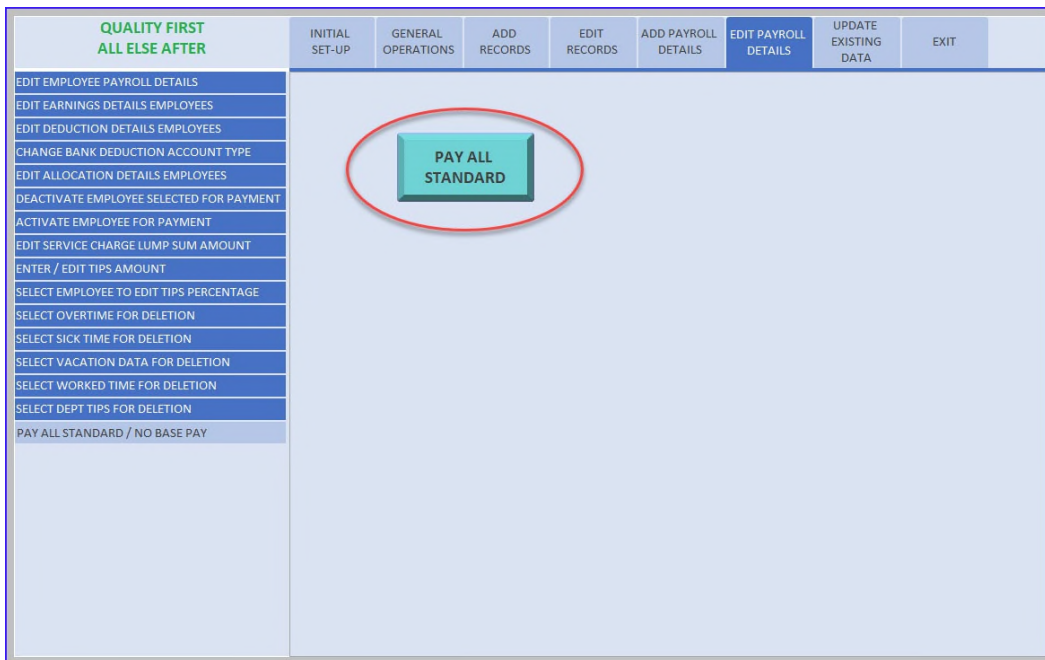 QUALITY FIRST
ALL ELSE AFTER
INITIAL
SET-UP
GENERAL
OPERATIONS
ADD
RECORDS
EDIT
RECORDS
ADD PAYROLL
DETAILS
EDIT PAYROLL
DETAILS
UPDATE
EXISTING
DATA
EXIT
EDIT EMPLOYEE PAYROLL DETAILS
EDIT EARNINGS DETAILS EMPLOYEES
EDIT DEDUCTION DETAILS EMPLOYEES
CHANGE BANK DEDUCTION ACCOUNT TYPE
EDIT ALLOCATION DETAILS EMPLOYEES
DEACTIVATE EMPLOYEE SELECTED FOR PAYMENT
ACTIVATE EMPLOYEE FOR PAYMENT
EDIT SERVICE CHARGE LUMP SUM AMOUNT
ENTER / EDIT TIPS AMOUNT
SELECT EMPLOYEE TO EDIT TIPS PERCENTAGE
SELECT OVERTIME FOR DELETION
SELECT SICK TIME FOR DELETION
SELECT VACATION DATA FOR DELETION
SELECT WORKED TIME FOR DELETION
SELECT DEPT TIPS FOR DELETION
PAY ALL STANDARD / NO BASE PAY
PAY ALL
STANDARD